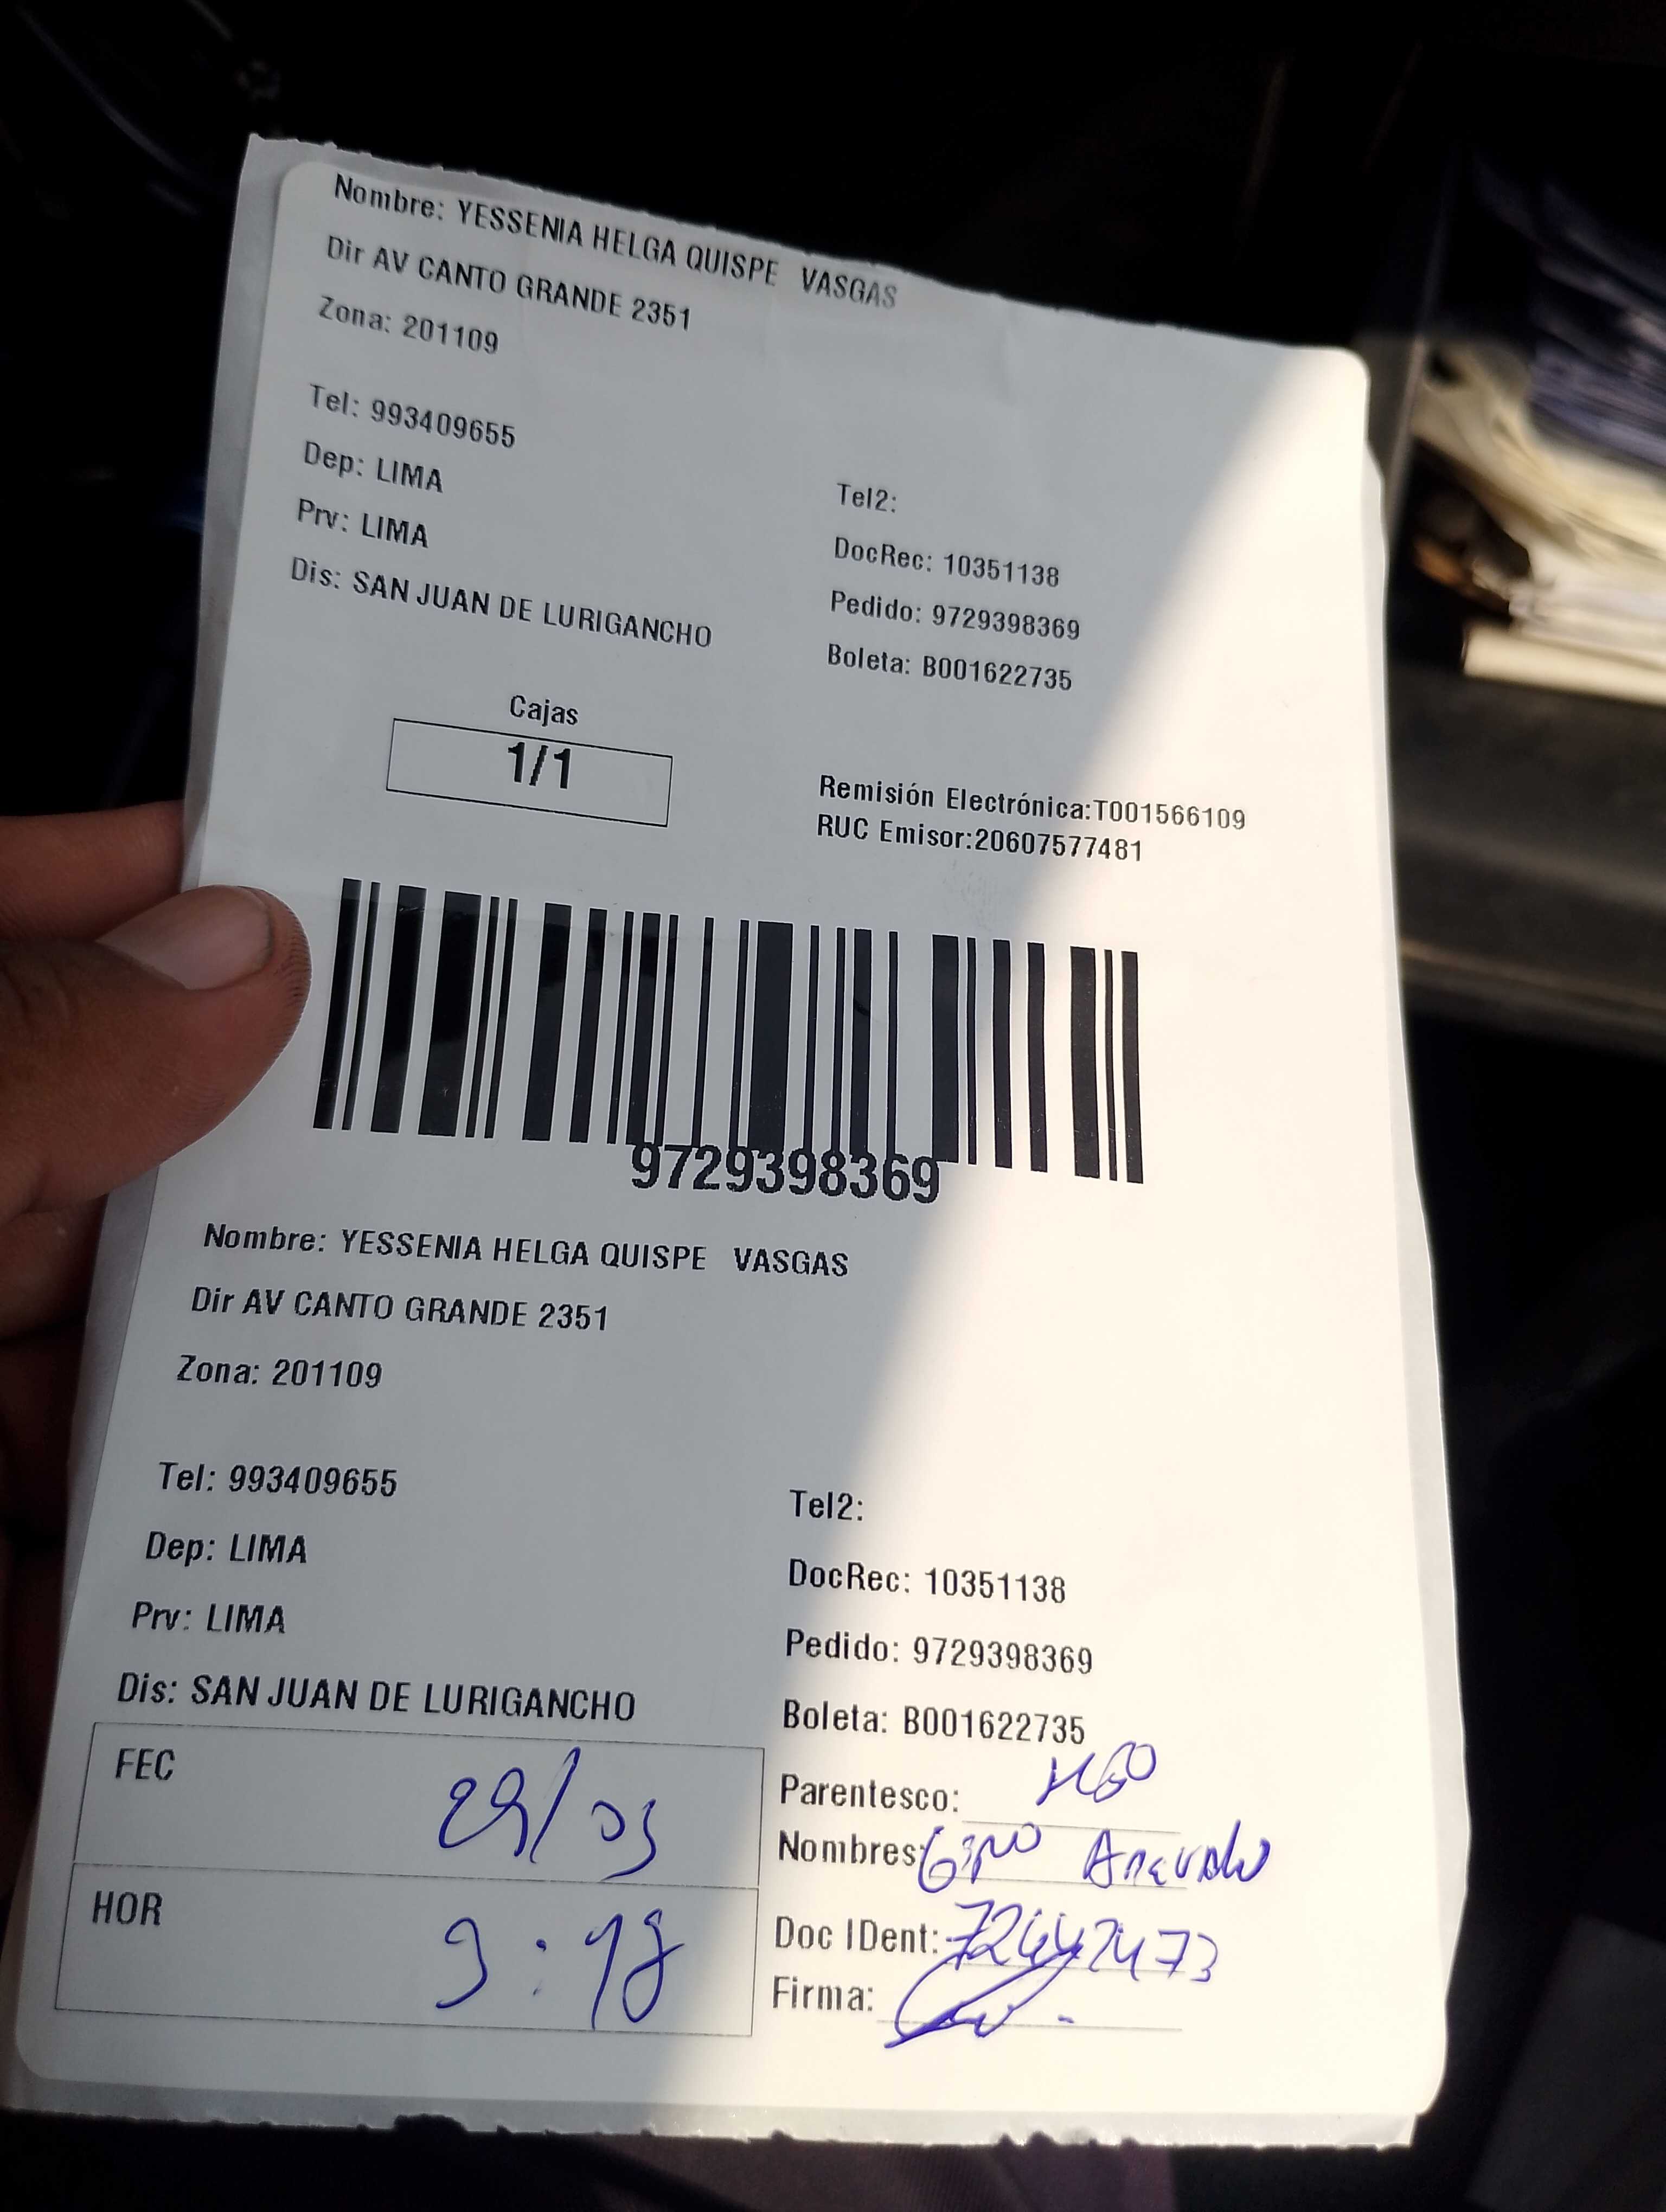 Nombre: YESSENIA HELGA QUISPE VASGAS
Dir AV CANTO GRANDE 2351
Zona: 201109
Tel: 993409655
Dep: LIMA
Prv: LIMA
Dis: SAN JUAN DE LURIGANCHO
Tel2:
DocRec: 10351138
Pedido: 9729398369
Boleta: B001622735
Cajas
1/1
Remisión Electrónica:T001566109
RUC Emisor:20607577481
9729398369
Nombre: YESSENIA HELGA QUISPE VASGAS
Dir AV CANTO GRANDE 2351
Zona: 201109
Tel: 993409655
Dep: LIMA
Prv: LIMA
Dis: SAN JUAN DE LURIGANCHO
Tel2:
DocRec: 10351138
Pedido: 9729398369
Boleta: B001622735
FEC
HOR
Parentesco:
Nombres:
Doc IDent:
Firma: